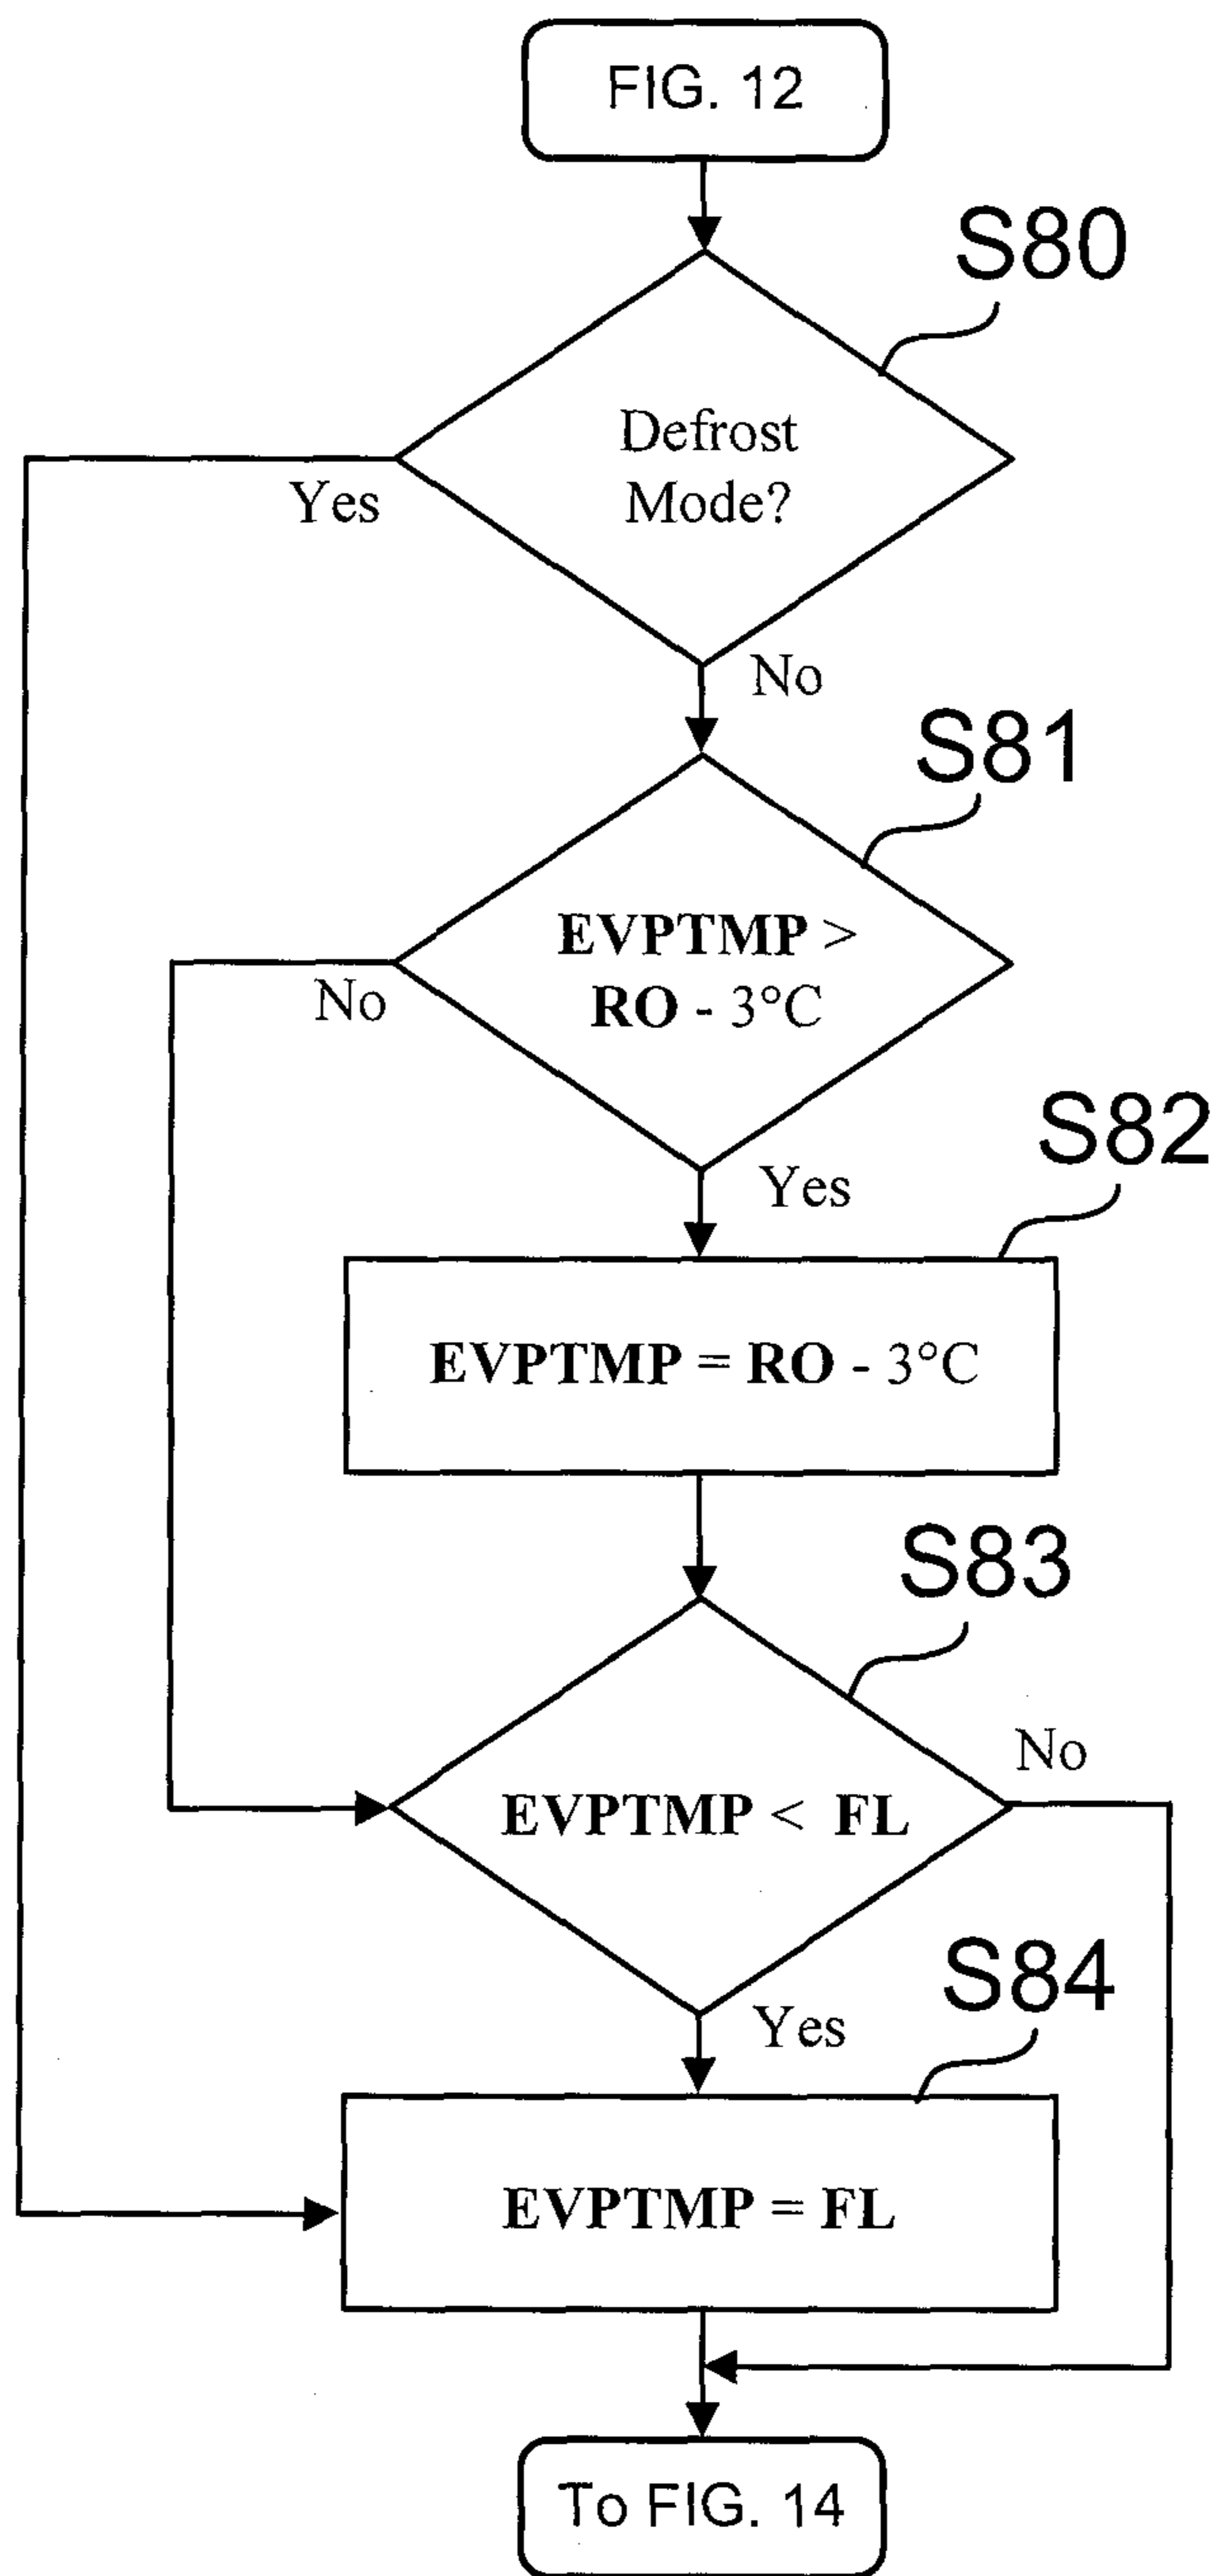 FIG. 12
S80
Defrost
Mode?
Yes
No
S81
EVPTMP >
RO - 3°C
No
Yes
S82
EVPTMP = RO - 3°C
S83
No
EVPTMP < FL
Yes
S84
EVPTMP = FL
To FIG. 14